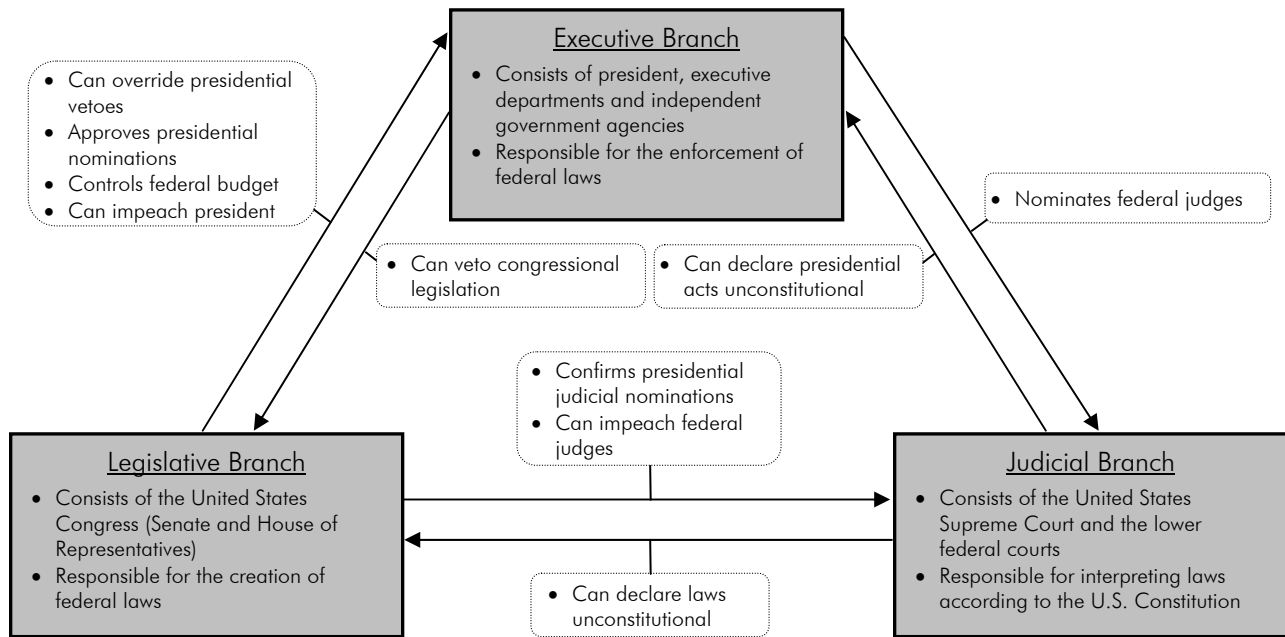 Executive Branch
• Consists of president, executive
departments and independent
government agencies
• Responsible for the enforcement of
federal laws
• Can override presidential
vetoes
• Approves presidential
nominations
• Controls federal budget
• Can impeach president
• Nominates federal judges
• Can veto congressional
legislation
• Can declare presidential
acts unconstitutional
• Confirms presidential
judicial nominations
• Can impeach federal
judges
Legislative Branch
• Consists of the United States
Congress (Senate and House of
Representatives)
• Responsible for the creation of
federal laws
Judicial Branch
• Consists of the United States
Supreme Court and the lower
federal courts
• Responsible for interpreting laws
according to the U.S. Constitution
• Can declare laws
unconstitutional